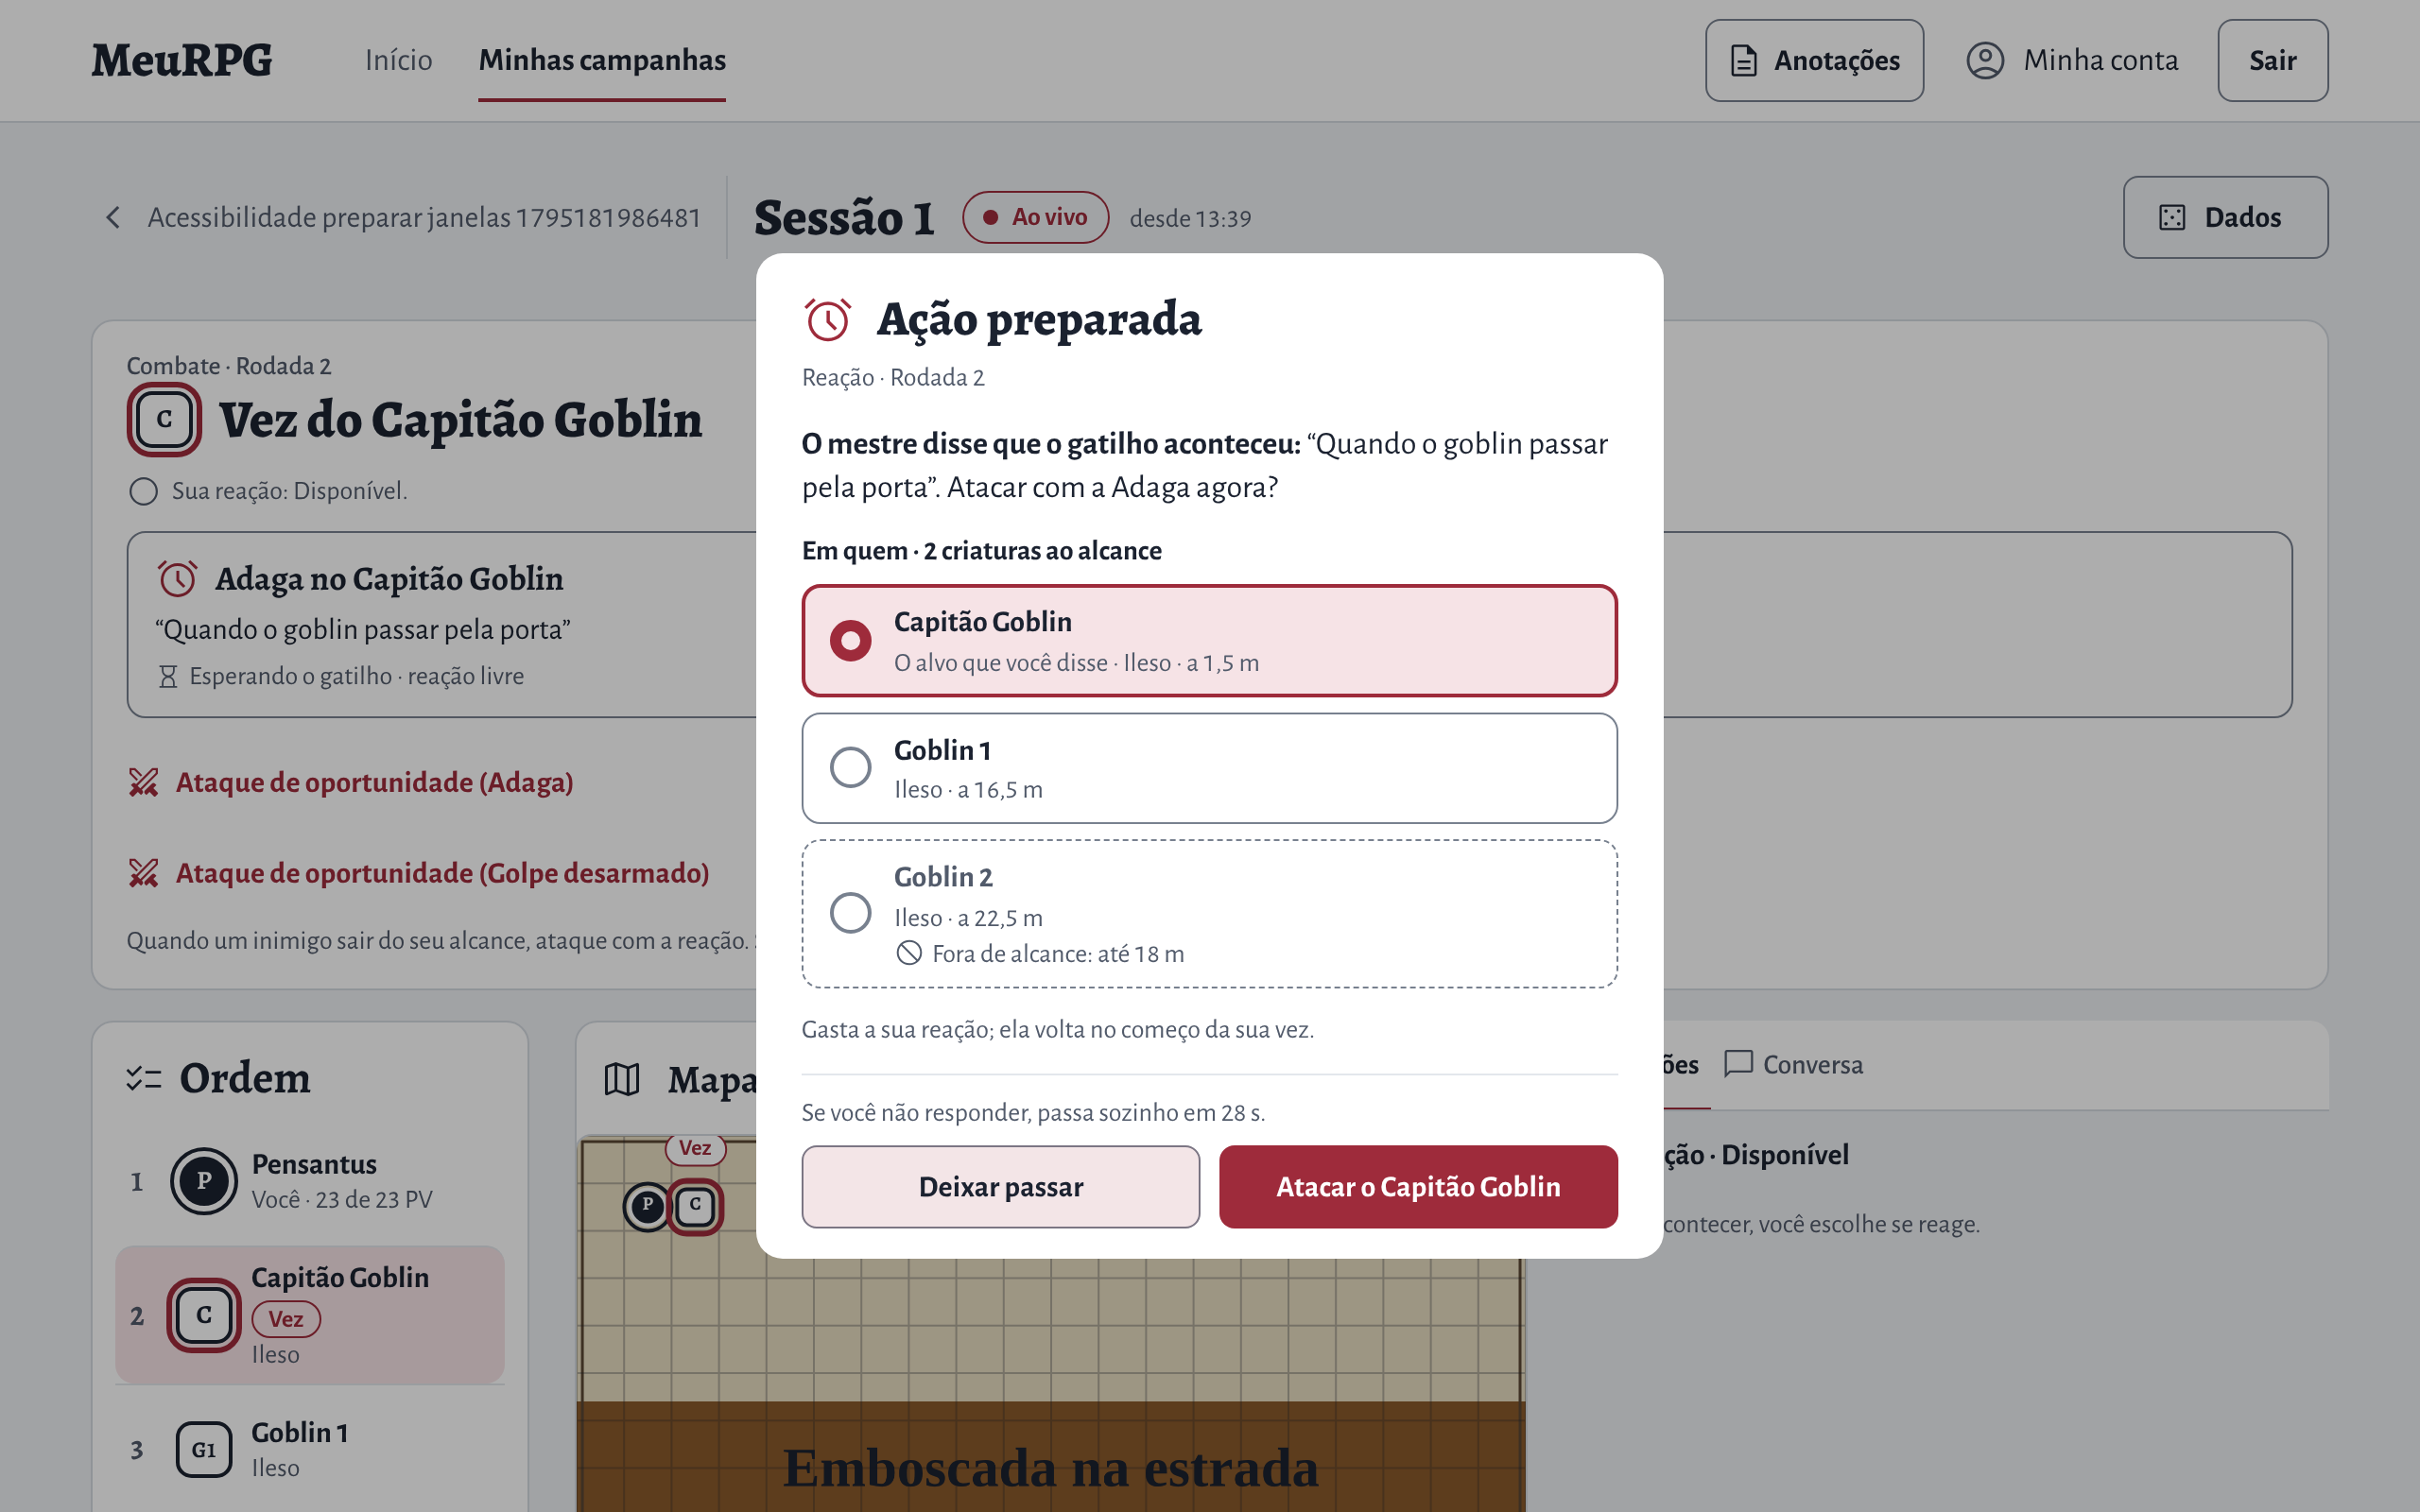 MeuRPG
Início
Minhas campanhas
Anotações
Minha conta
Sair
Acessibilidade preparar janelas 1795181986481
Sessão 1
Ao vivo
desde 13:39
Dados
Combate · Rodada 2
C
Vez do Capitão Goblin
Sua reação: Disponível.
Adaga no Capitão Goblin
“Quando o goblin passar pela porta”
Esperando o gatilho · reação livre
Ataque de oportunidade (Adaga)
Ataque de oportunidade (Golpe desarmado)
Quando um inimigo sair do seu alcance, ataque com a reação.
Ação preparada
Reação · Rodada 2
O mestre disse que o gatilho aconteceu: “Quando o goblin passar
pela porta”. Atacar com a Adaga agora?
Em quem · 2 criaturas ao alcance
Capitão Goblin
O alvo que você disse · Ileso · a 1,5 m
Goblin 1
Ileso · a 16,5 m
Goblin 2
Ileso · a 22,5 m
Fora de alcance: até 18 m
Gasta a sua reação; ela volta no começo da sua vez.
Se você não responder, passa sozinho em 28 s.
Deixar passar
Atacar o Capitão Goblin
Ordem
1
P
Pensantus
Você · 23 de 23 PV
2
C
Capitão Goblin
Vez
Ileso
3
G1
Goblin 1
Ileso
Mapa
Vez
P
C
Emboscada na estrada
ões
Conversa
ção · Disponível
contecer, você escolhe se reage.